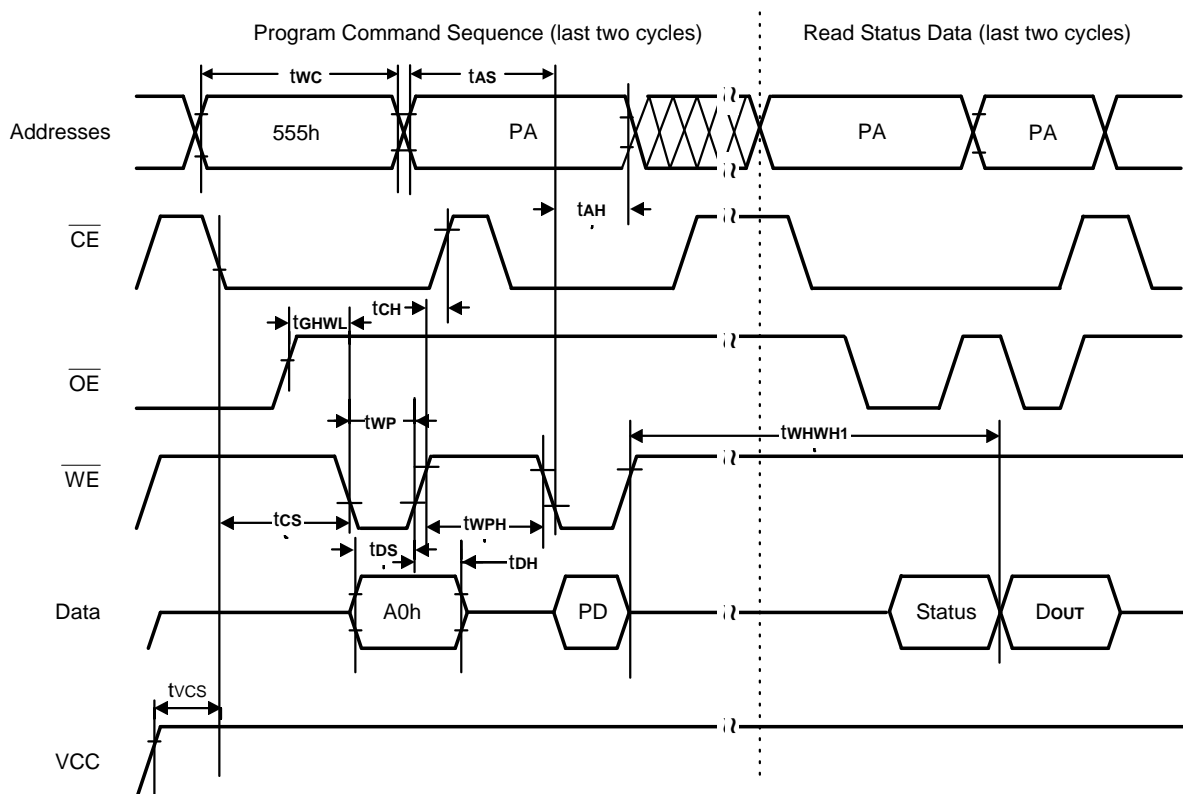 Program Command Sequence (last two cycles)
Read Status Data (last two cycles)
tWC
tAS
Addresses
555h
PA
PA
PA
tAH
CE
tCH
tGHWL
OE
tWP
tWHWH1
WE
tCS
tWPH
tDS
tDH
Data
A0h
PD
Status
DOUT
tVCS
VCC